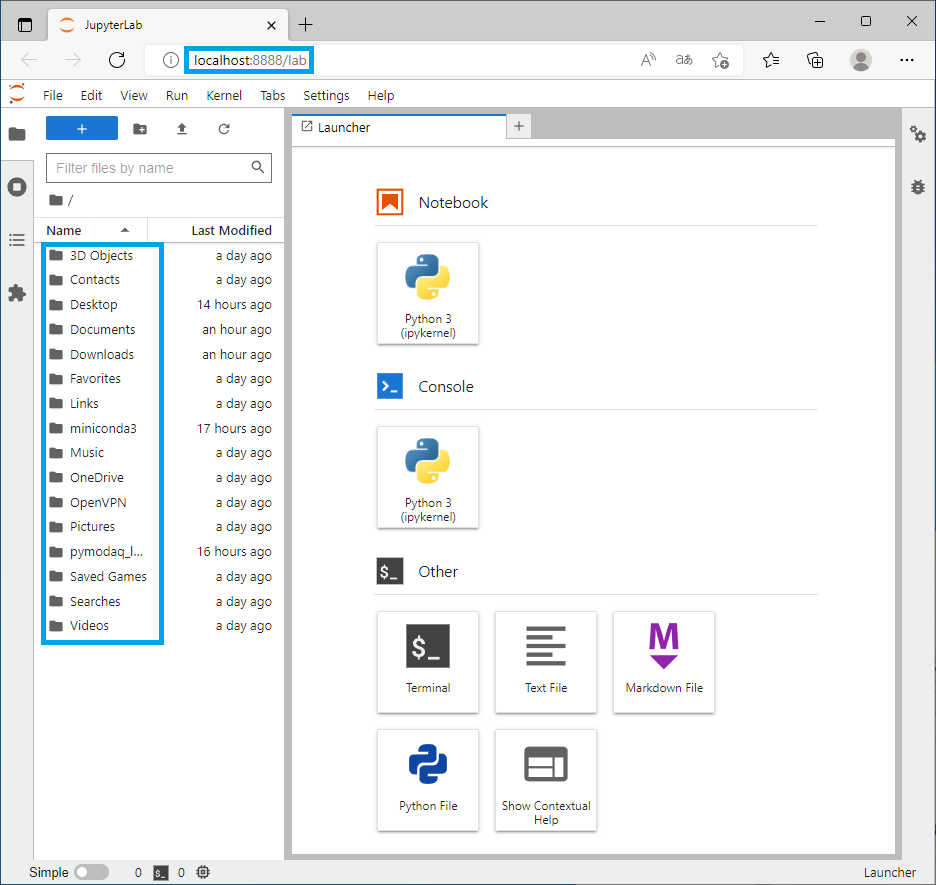 JupyterLab
localhost:8888/lab
File Edit View Run Kernel Tabs Settings Help
Launcher
Filter files by name
/
Name Last Modified
3D Objects a day ago
Contacts a day ago
Desktop 14 hours ago
Documents an hour ago
Downloads an hour ago
Favorites a day ago
Links a day ago
miniconda3 17 hours ago
Music a day ago
OneDrive a day ago
OpenVPN a day ago
Pictures a day ago
pymodaq_l... 16 hours ago
Saved Games a day ago
Searches a day ago
Videos a day ago
Notebook
Python 3
(ipykernel)
Console
Python 3
(ipykernel)
$_ Other
$_
M
Terminal Text File Markdown File
Python File Show Contextual
Help
Simple 0 $_ 0 Launcher